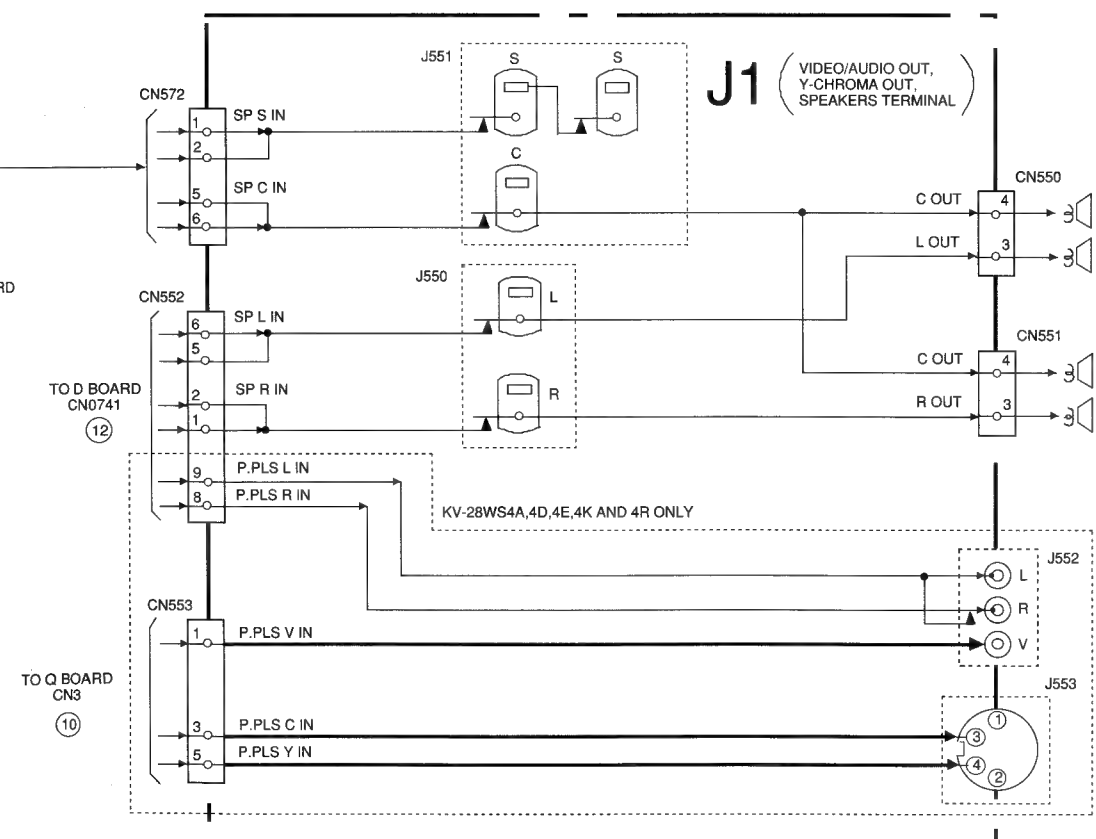 J551
S
S
J1
VIDEO/AUDIO OUT,
Y-CHROMA OUT,
SPEAKERS TERMINAL
CN572
1
SP S IN
2
C
5
SP C IN
6
CN550
C OUT
4
L OUT
3
RD
CN552
J550
L
6
SP L IN
5
CN551
C OUT
4
TO D BOARD
CN0741
12
2
SP R IN
1
R
R OUT
3
9
P.PLS L IN
8
P.PLS R IN
KV-28WS4A,4D,4E,4K AND 4R ONLY
J552
L
R
V
CN553
1
P.PLS V IN
TO Q BOARD
CN3
10
J553
3
P.PLS C IN
5
P.PLS Y IN
1
3
4
2